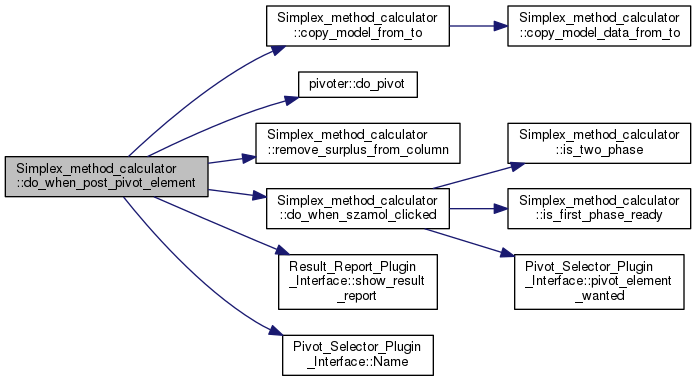 Simplex_method_calculator
::do_when_post_pivot_element
Simplex_method_calculator
::copy_model_from_to
Simplex_method_calculator
::copy_model_data_from_to
pivoter::do_pivot
Simplex_method_calculator
::remove_surplus_from_column
Simplex_method_calculator
::do_when_szamol_clicked
Simplex_method_calculator
::is_two_phase
Simplex_method_calculator
::is_first_phase_ready
Pivot_Selector_Plugin
_Interface::pivot_element
_wanted
Result_Report_Plugin
_Interface::show_result
_report
Pivot_Selector_Plugin
_Interface::Name